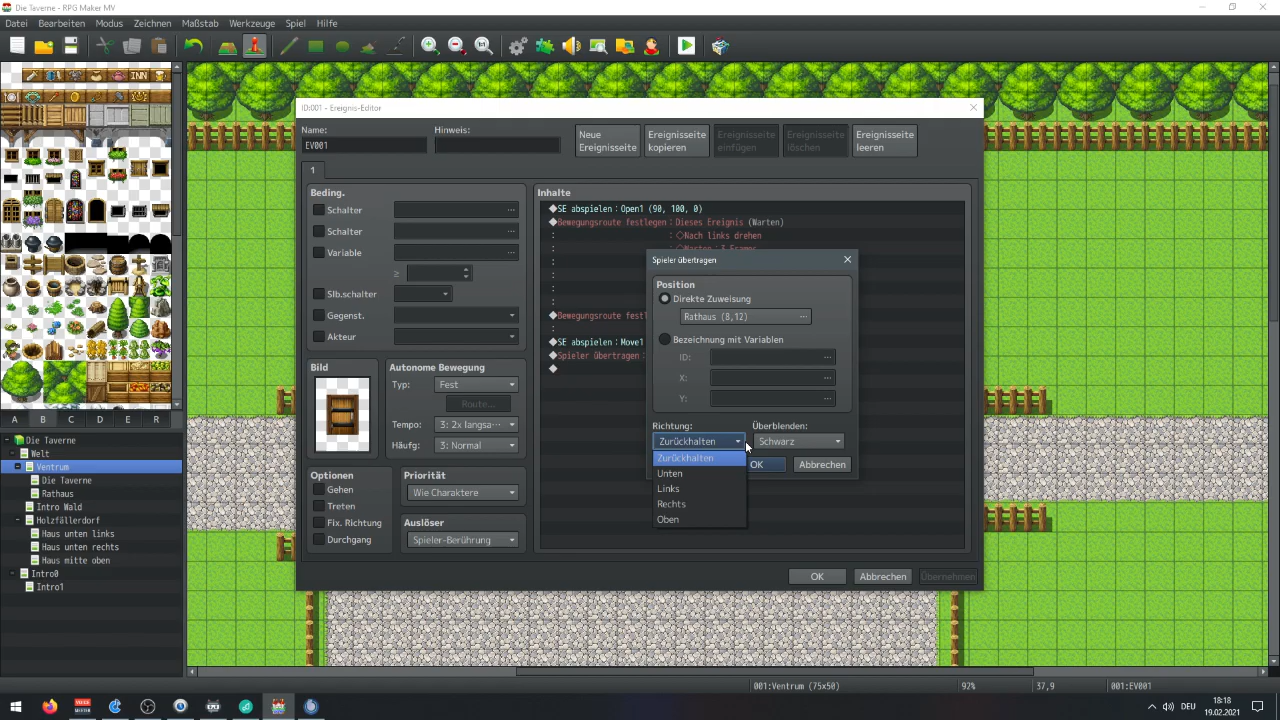 Die Taverne - RPG Maker MV
Datei Bearbeiten Modus Zeichnen Maßstab Werkzeuge Spiel Hilfe
INN
ID:001 - Ereignis-Editor
Name:
EV001
Hinweis:
Neue Ereignisseite
Ereignisseite kopieren
Ereignisseite einfügen
Ereignisseite löschen
Ereignisseite leeren
1
Beding.
Schalter ...
Schalter ...
Variable ...
≥
Slb.schalter
Gegenst.
Akteur
Bild
Autonome Bewegung
Typ: Fest
Route...
Tempo: 3: 2x langsa⋯
Häufg: 3: Normal
Optionen
Gehen
Treten
Fix. Richtung
Durchgang
Priorität
Wie Charaktere
Auslöser
Spieler-Berührung
Inhalte
◆SE abspielen：Open1 (90, 100, 0)
◆Bewegungsroute festlegen：Dieses Ereignis (Warten)
：　：◇Nach links drehen
：　：◇Warten：3 Frames
：
：
：
：
◆Bewegungsroute festl
：
◆SE abspielen：Move1
◆Spieler übertragen：
◆
Spieler übertragen
Position
Direkte Zuweisung
Rathaus (8,12) ...
Bezeichnung mit Variablen
ID: ...
X: ...
Y: ...
Richtung:
Überblenden:
Zurückhalten
Schwarz
Zurückhalten
Unten
Links
Rechts
Oben
OK
Abbrechen
OK
Abbrechen
Übernehmen
A B C D E R
Die Taverne
Welt
Ventrum
Die Taverne
Rathaus
Intro Wald
Holzfällerdorf
Haus unten links
Haus unten rechts
Haus mitte oben
Intro0
Intro1
001:Ventrum (75x50)
92%
37,9
001:EV001
DEU
18:18
19.02.2021